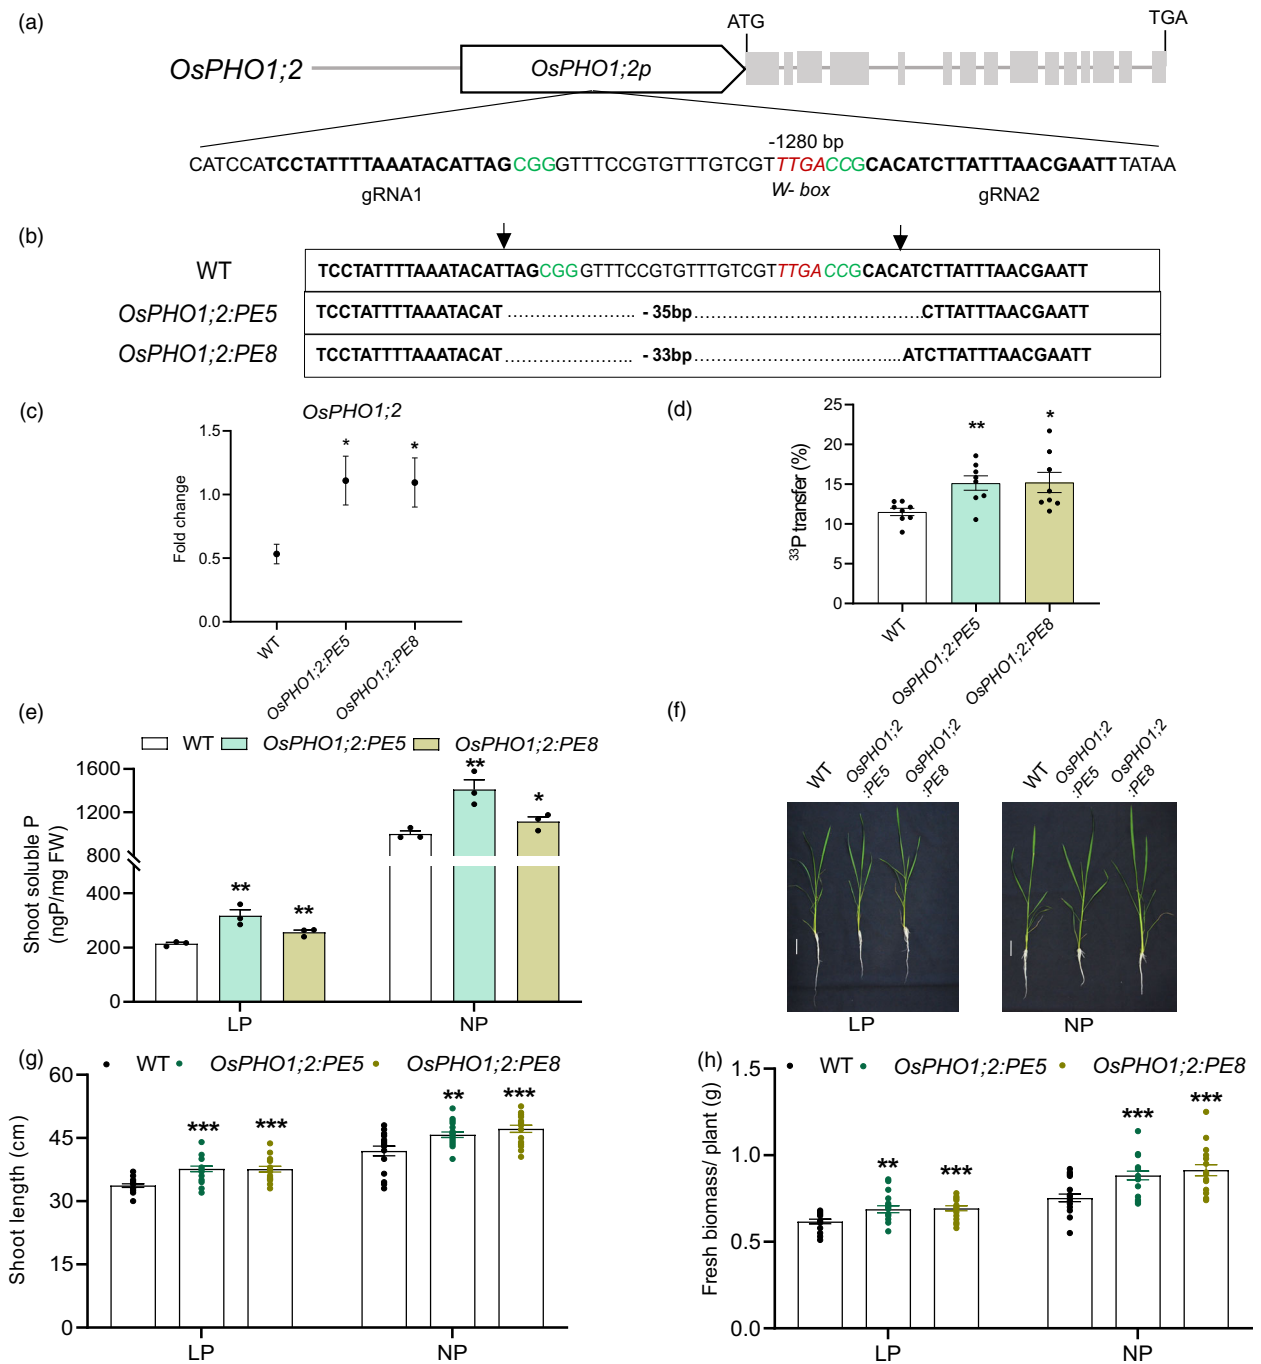 (a)
ATG
TGA
OsPHO1;2
OsPHO1;2p
-1280 bp
CATCCATCCTATTTTAAATACATTAGCGGGTTTCCGTGTTTGTCGTTTGACCGCACATCTTATTTAACGAATTTATAA
gRNA1
W- box
gRNA2
(b)
WT
TCCTATTTTAAATACATTAGCGGGTTTCCGTGTTTGTCGTTTGACCGCACATCTTATTTAACGAATT
OsPHO1;2:PE5
TCCTATTTTAAATACAT ..................... - 35bp ......................................CTTATTTAACGAATT
OsPHO1;2:PE8
TCCTATTTTAAATACAT ..................... - 33bp ...................................ATCTTATTTAACGAATT
(c)
OsPHO1;2
Fold change
1.5
1.0
0.5
0.0
*
*
WT
OsPHO1;2:PE5
OsPHO1;2:PE8
(d)
33P transfer (%)
25
20
15
10
5
0
**
*
WT
OsPHO1;2:PE5
OsPHO1;2:PE8
(e)
WT
OsPHO1;2:PE5
OsPHO1;2:PE8
Shoot soluble P
(ngP/mg FW)
1600
1200
800
400
200
0
**
**
**
*
LP
NP
(f)
WT
OsPHO1;2
:PE5
OsPHO1;2
:PE8
WT
OsPHO1;2
:PE5
OsPHO1;2
:PE8
LP
NP
(g)
WT
OsPHO1;2:PE5
OsPHO1;2:PE8
Shoot length (cm)
60
45
30
15
0
***
***
**
***
LP
NP
(h)
WT
OsPHO1;2:PE5
OsPHO1;2:PE8
Fresh biomass/ plant (g)
1.5
1.0
0.5
0.0
**
***
***
***
LP
NP